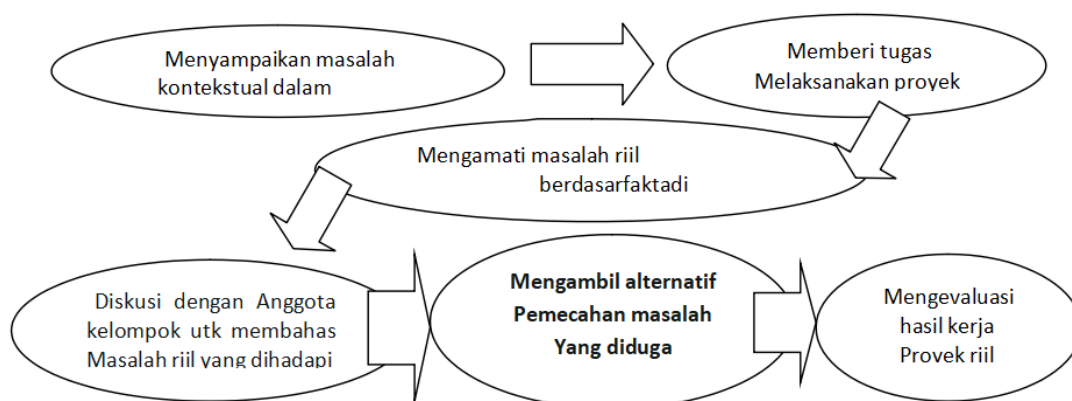 Menyampaikan masalah
kontekstual dalam
Memberi tugas
Melaksanakan proyek
Mengamati masalah riil
berdasarfaktadi
Diskusi dengan Anggota
kelompok utk membahas
Masalah riil yang dihadapi
Mengambil alternatif
Pemecahan masalah
Yang diduga
Mengevaluasi
hasil kerja
Proyek riil